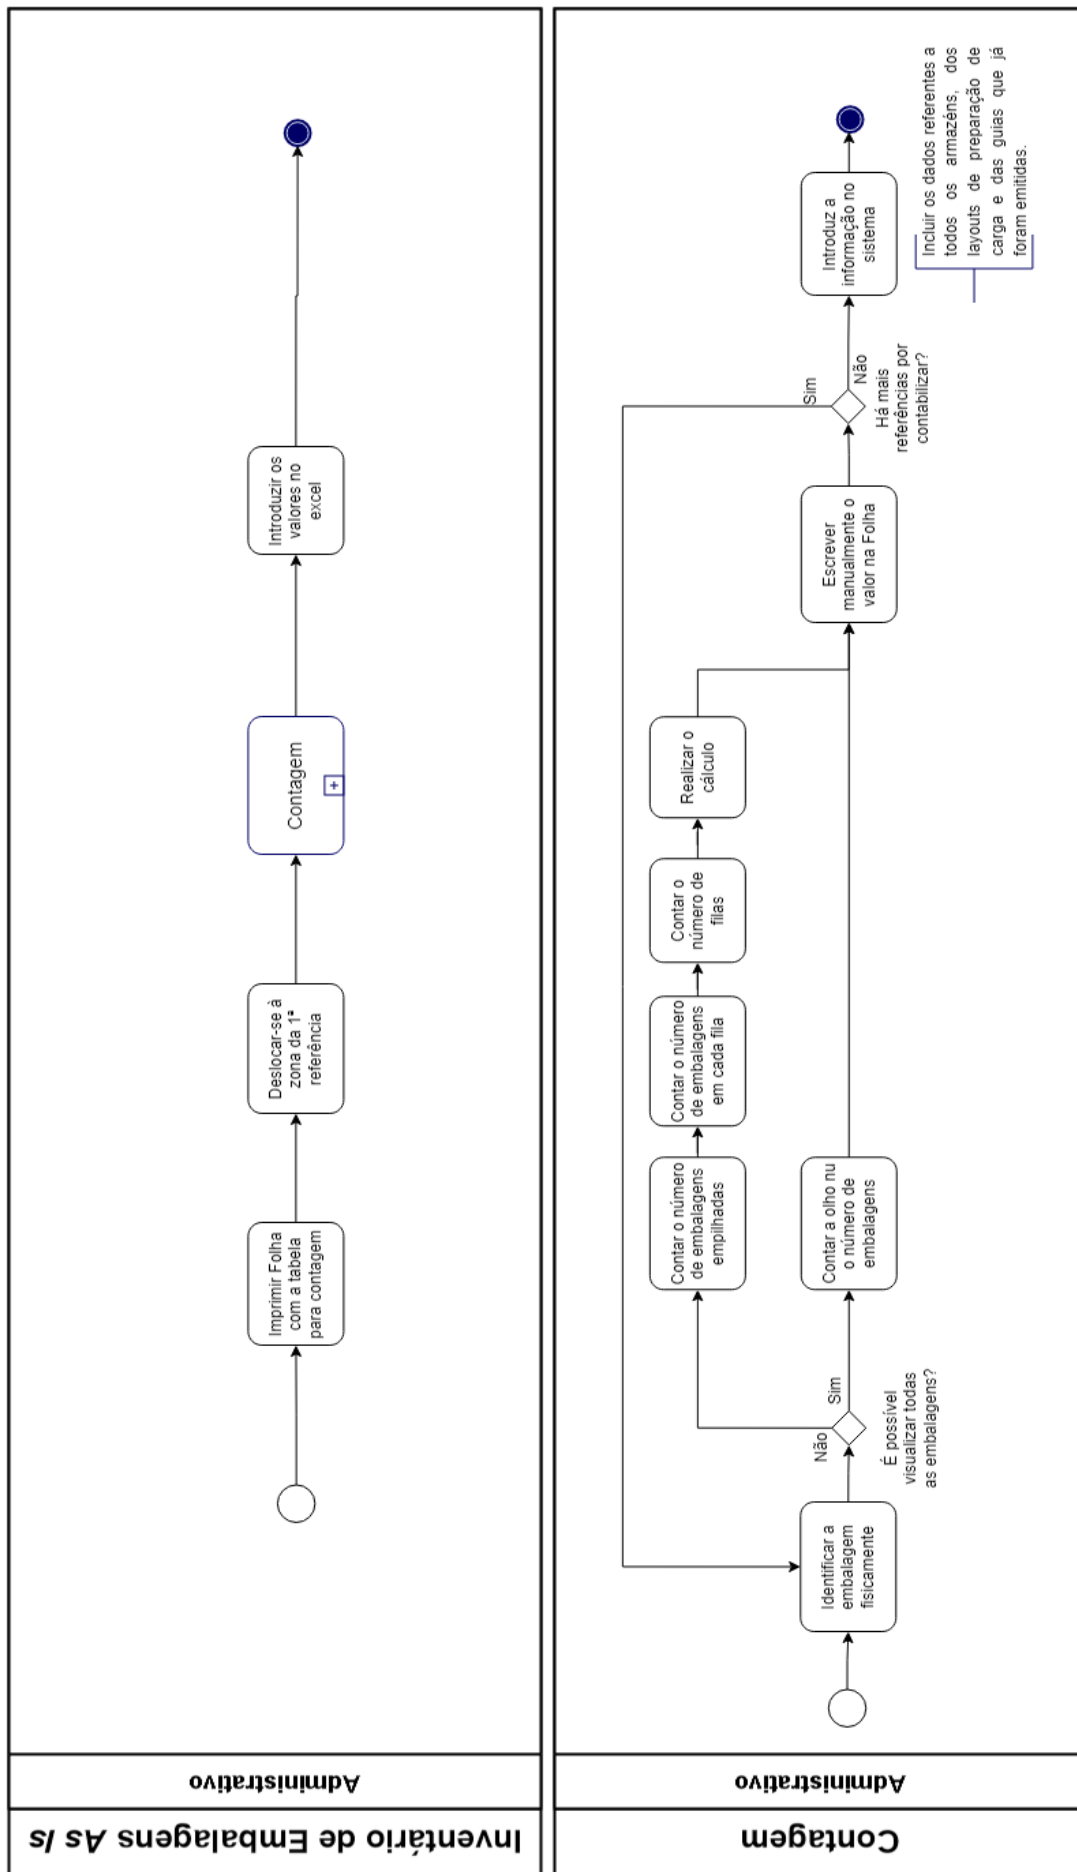 Inventário de Embalagens As Is
Administrativo
Imprimir Folha
com a tabela
para contagem
Deslocar-se à
zona da 1ª
referência
Contagem
+
Introduzir os
valores no
excel
Contagem
Administrativo
Identificar a
embalagem
fisicamente
É possível
visualizar todas
as embalagens?
Não
Sim
Contar o número
de embalagens
empilhadas
Contar o número
de embalagens
em cada fila
Contar o
número de
filas
Realizar o
cálculo
Contar a olho nu
o número de
embalagens
Escrever
manualmente o
valor na Folha
Há mais
referências por
contabilizar?
Sim
Não
Introduz a
informação no
sistema
Incluir os dados referentes a
todos os armazéns, dos
layouts de preparação de
carga e das guias que já
foram emitidas.